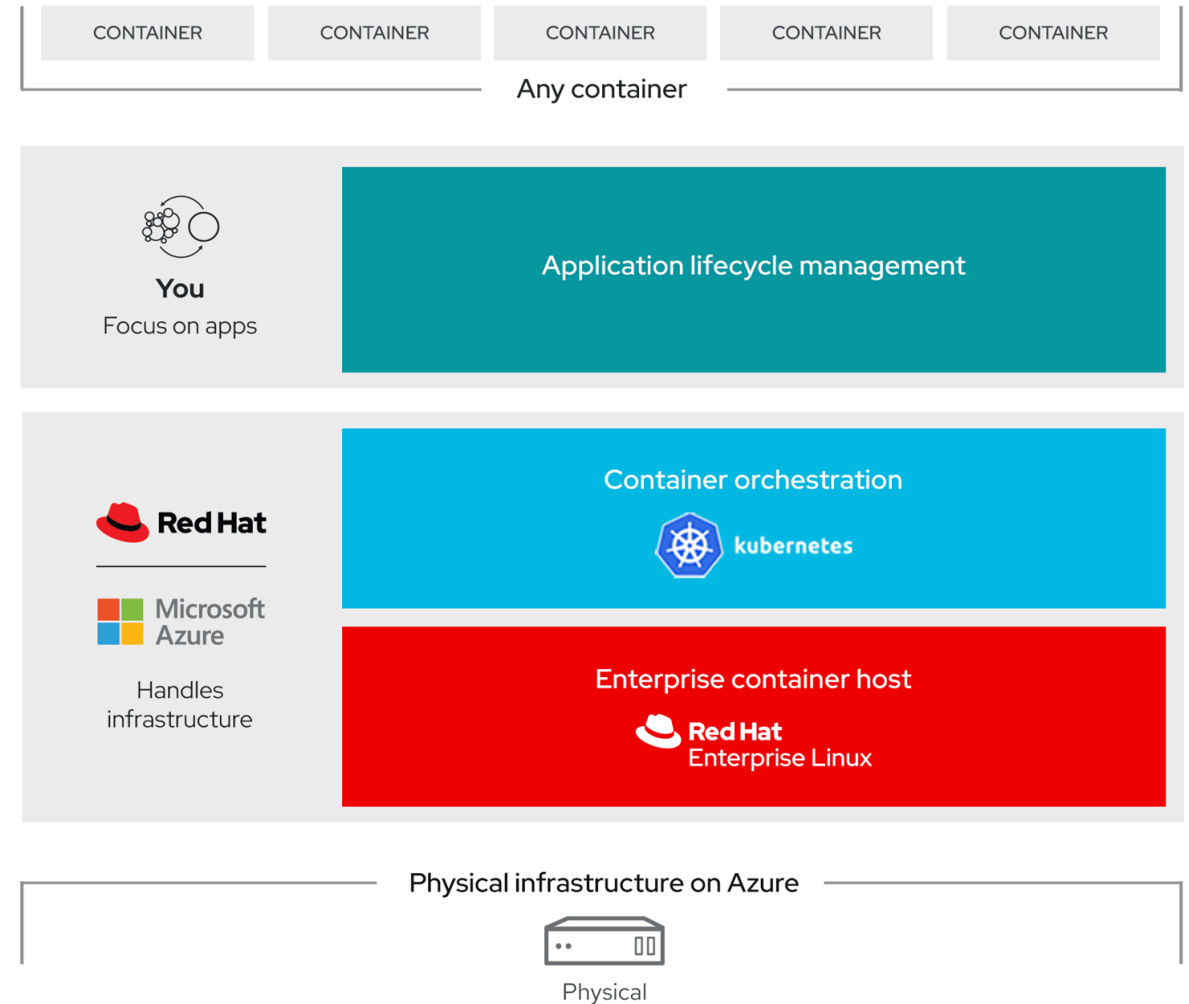 CONTAINER CONTAINER CONTAINER CONTAINER CONTAINER
Any container
You
Focus on apps
Application lifecycle management
Red Hat
Microsoft
Azure
Handles
infrastructure
Container orchestration
kubernetes
Enterprise container host
Red Hat
Enterprise Linux
Physical infrastructure on Azure
Physical